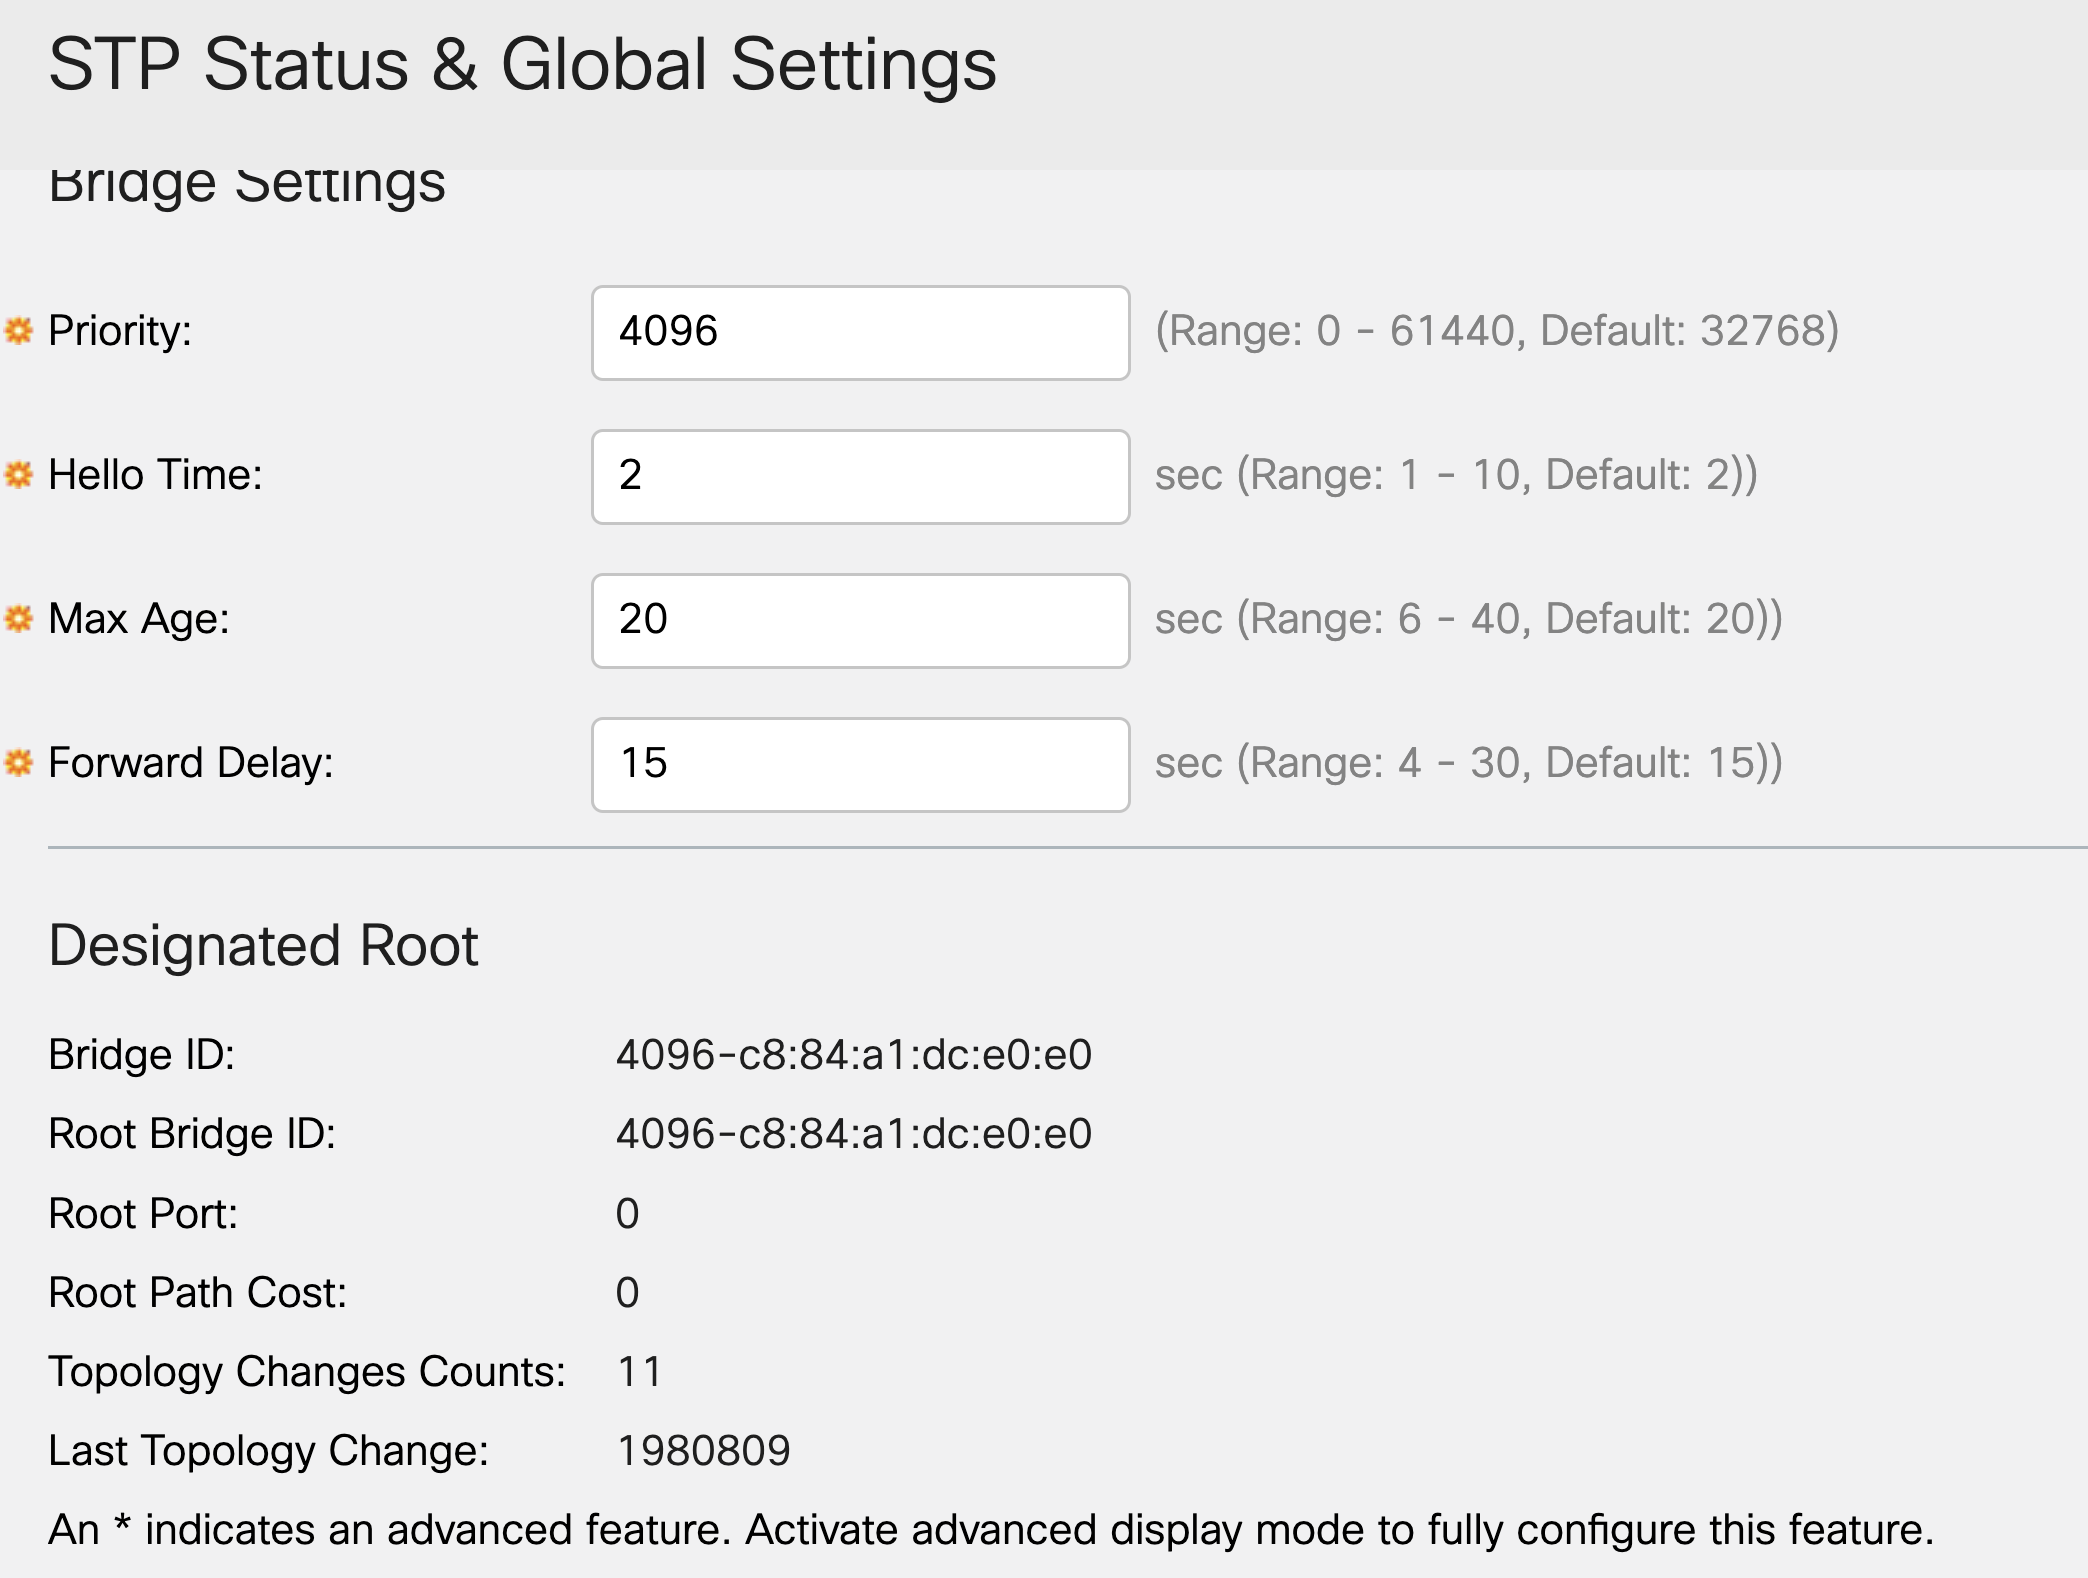 STP Status & Global Settings
Bridge Settings
Priority: 4096 (Range: 0 - 61440, Default: 32768)
Hello Time: 2 sec (Range: 1 - 10, Default: 2))
Max Age: 20 sec (Range: 6 - 40, Default: 20))
Forward Delay: 15 sec (Range: 4 - 30, Default: 15))
Designated Root
Bridge ID: 4096-c8:84:a1:dc:e0:e0
Root Bridge ID: 4096-c8:84:a1:dc:e0:e0
Root Port: 0
Root Path Cost: 0
Topology Changes Counts: 11
Last Topology Change: 1980809
An * indicates an advanced feature. Activate advanced display mode to fully configure this feature.